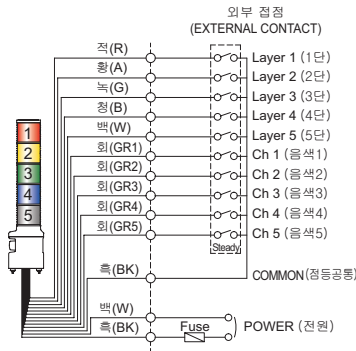 외부 접점
(EXTERNAL CONTACT)
적(R) Layer 1 (1단)
황(A) Layer 2 (2단)
녹(G) Layer 3 (3단)
청(B) Layer 4 (4단)
백(W) Layer 5 (5단)
회(GR1) Ch 1 (음색1)
회(GR2) Ch 2 (음색2)
회(GR3) Ch 3 (음색3)
회(GR4) Ch 4 (음색4)
회(GR5) Ch 5 (음색5)
Steady
1
2
3
4
5
흑(BK) COMMON (점등공통)
백(W)
흑(BK) Fuse POWER (전원)